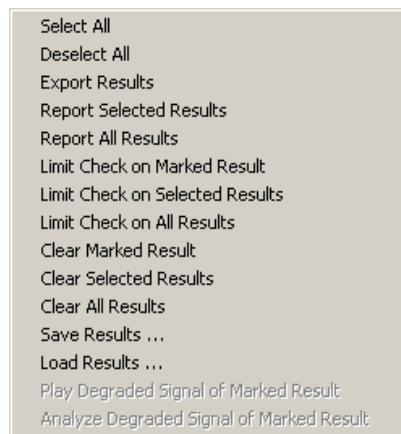 Select All
Deselect All
Export Results
Report Selected Results
Report All Results
Limit Check on Marked Result
Limit Check on Selected Results
Limit Check on All Results
Clear Marked Result
Clear Selected Results
Clear All Results
Save Results ...
Load Results ...
Play Degraded Signal of Marked Result
Analyze Degraded Signal of Marked Result